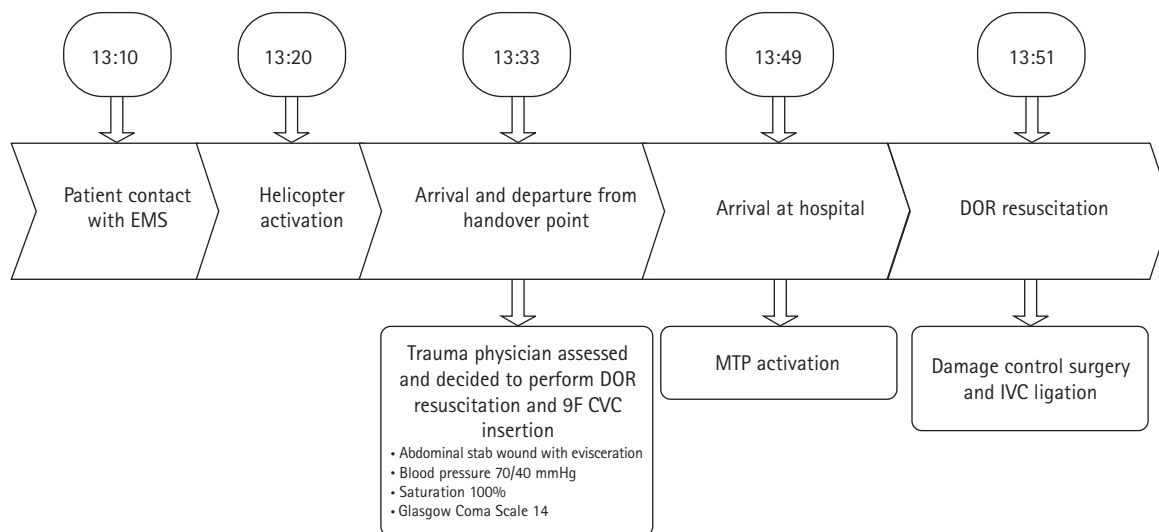 13:10
13:20
13:33
13:49
13:51
Patient contact
with EMS
Helicopter
activation
Arrival and departure from
handover point
Arrival at hospital
DOR resuscitation
Trauma physician assessed
and decided to perform DOR
resuscitation and 9F CVC
insertion
• Abdominal stab wound with evisceration
• Blood pressure 70/40 mmHg
• Saturation 100%
• Glasgow Coma Scale 14
MTP activation
Damage control surgery
and IVC ligation